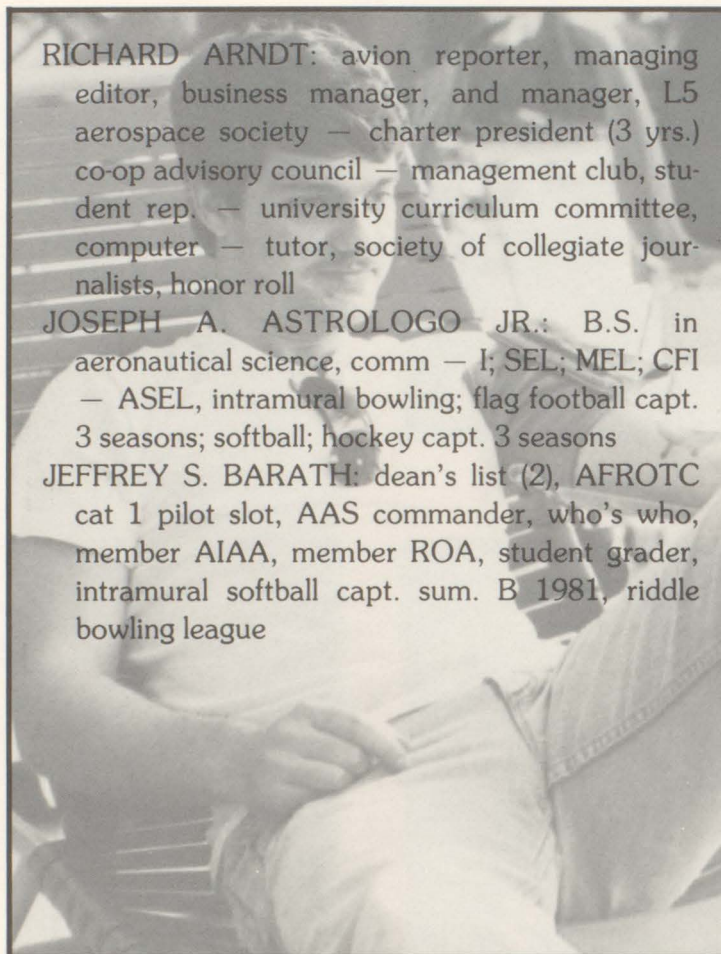 RICHARD ARNDT: avion reporter, managing
editor, business manager, and manager, L5
aerospace society — charter president (3 yrs.)
co-op advisory council — management club, stu-
dent rep. — university curriculum committee,
computer — tutor, society of collegiate jour-
nalists, honor roll
JOSEPH A. ASTROLOGO JR.: B.S. in
aeronautical science, comm — I; SEL; MEL; CFI
— ASEL, intramural bowling; flag football capt.
3 seasons; softball; hockey capt. 3 seasons
JEFFREY S. BARATH: dean's list (2), AFROTC
cat 1 pilot slot, AAS commander, who's who,
member AIAA, member ROA, student grader,
intramural softball capt. sum. B 1981, riddle
bowling league